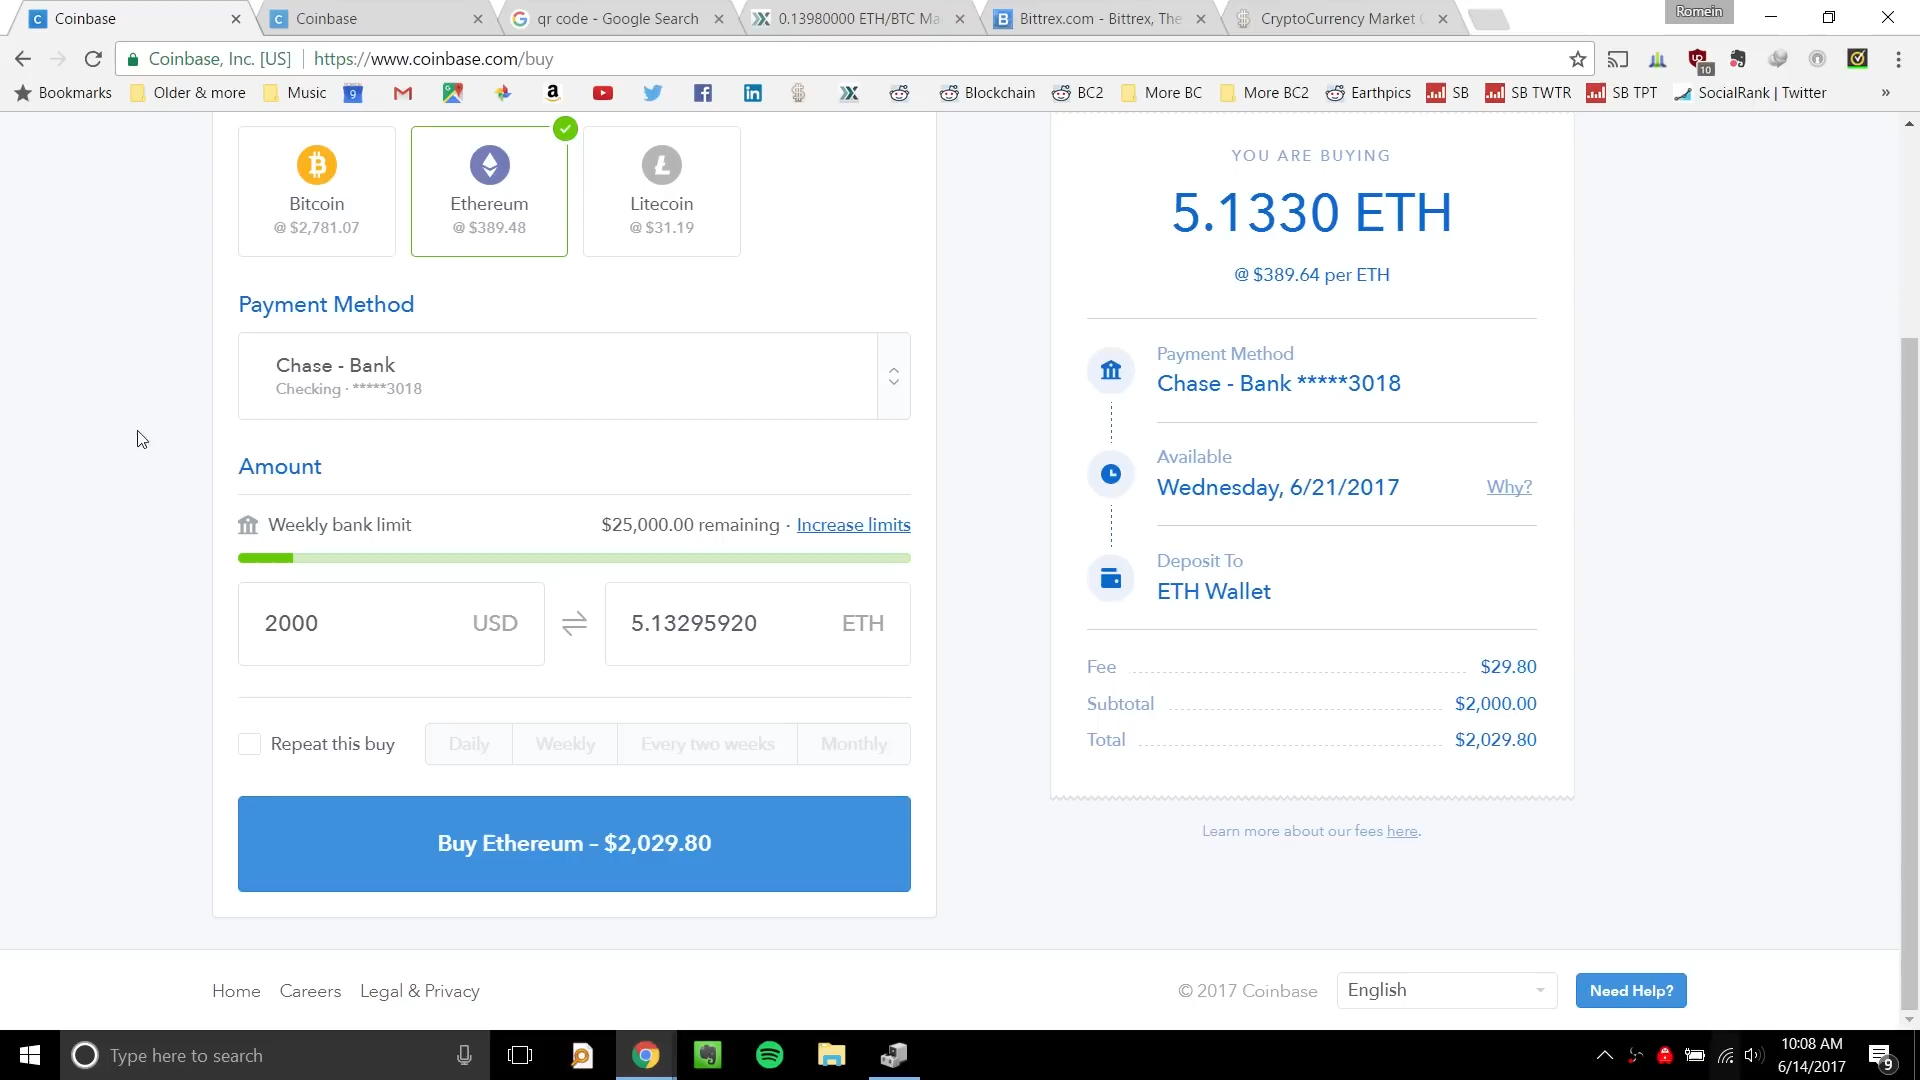 Coinbase
Coinbase
qr code - Google Search
0.13980000 ETH/BTC Ma
Bittrex.com - Bittrex, The
CryptoCurrency Market C
Romein
Coinbase, Inc. [US]
https://www.coinbase.com/buy
10
Bookmarks
Older & more
Music
9
Blockchain
BC2
More BC
More BC2
Earthpics
SB
SB TWTR
SB TPT
SocialRank | Twitter
»
Bitcoin
@ $2,781.07
Ethereum
@ $389.48
Litecoin
@ $31.19
Payment Method
Chase - Bank
Checking · *****3018
Amount
Weekly bank limit
$25,000.00 remaining · Increase limits
2000 USD
5.13295920 ETH
Repeat this buy
Daily
Weekly
Every two weeks
Monthly
Buy Ethereum – $2,029.80
YOU ARE BUYING
5.1330 ETH
@ $389.64 per ETH
Payment Method
Chase - Bank *****3018
Available
Wednesday, 6/21/2017
Why?
Deposit To
ETH Wallet
Fee $29.80
Subtotal $2,000.00
Total $2,029.80
Learn more about our fees here.
Home
Careers
Legal & Privacy
© 2017 Coinbase
English
Need Help?
Type here to search
10:08 AM
6/14/2017
9